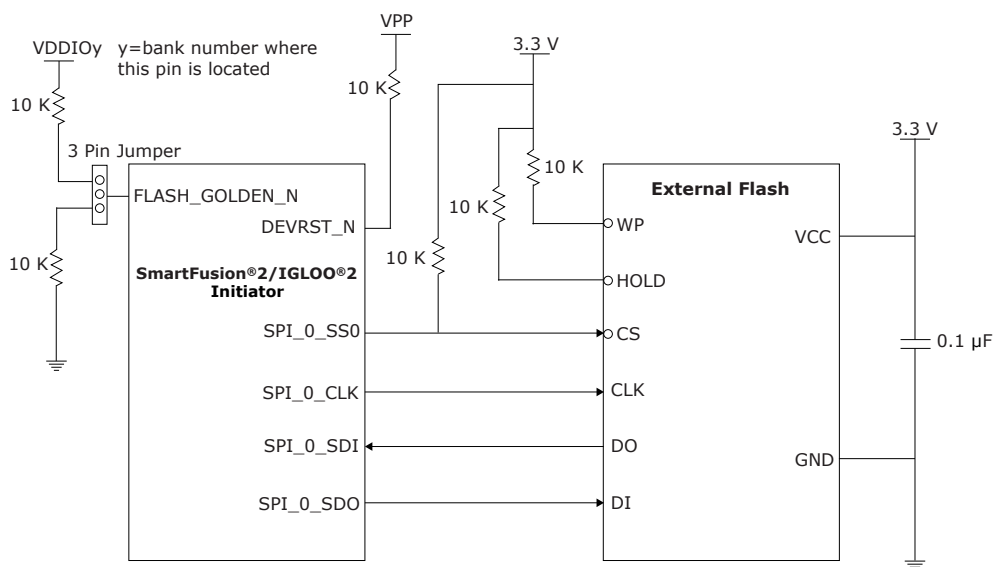 VPP
VDDIOy
y=bank number where
this pin is located
3.3 V
10 K
10 K
3 Pin Jumper
3.3 V
FLASH_GOLDEN_N
DEVRST_N
10 K
10 K
External Flash
WP
VCC
10 K
10 K
SmartFusion®2/IGLOO®2
Initiator
HOLD
SPI_0_SS0
CS
0.1 µF
SPI_0_CLK
CLK
SPI_0_SDI
DO
GND
SPI_0_SDO
DI